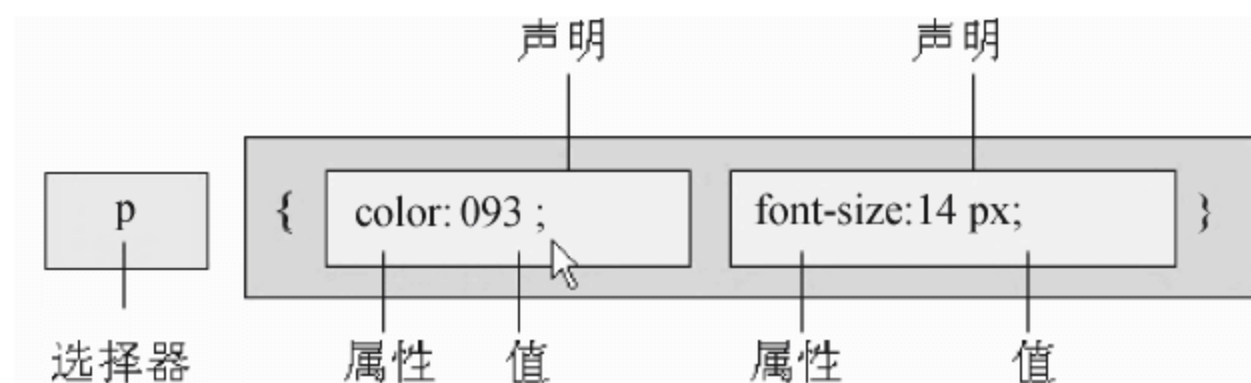 声明 声明
p { color: 093 ; font-size:14 px; }
选择器 属性 值 属性 值